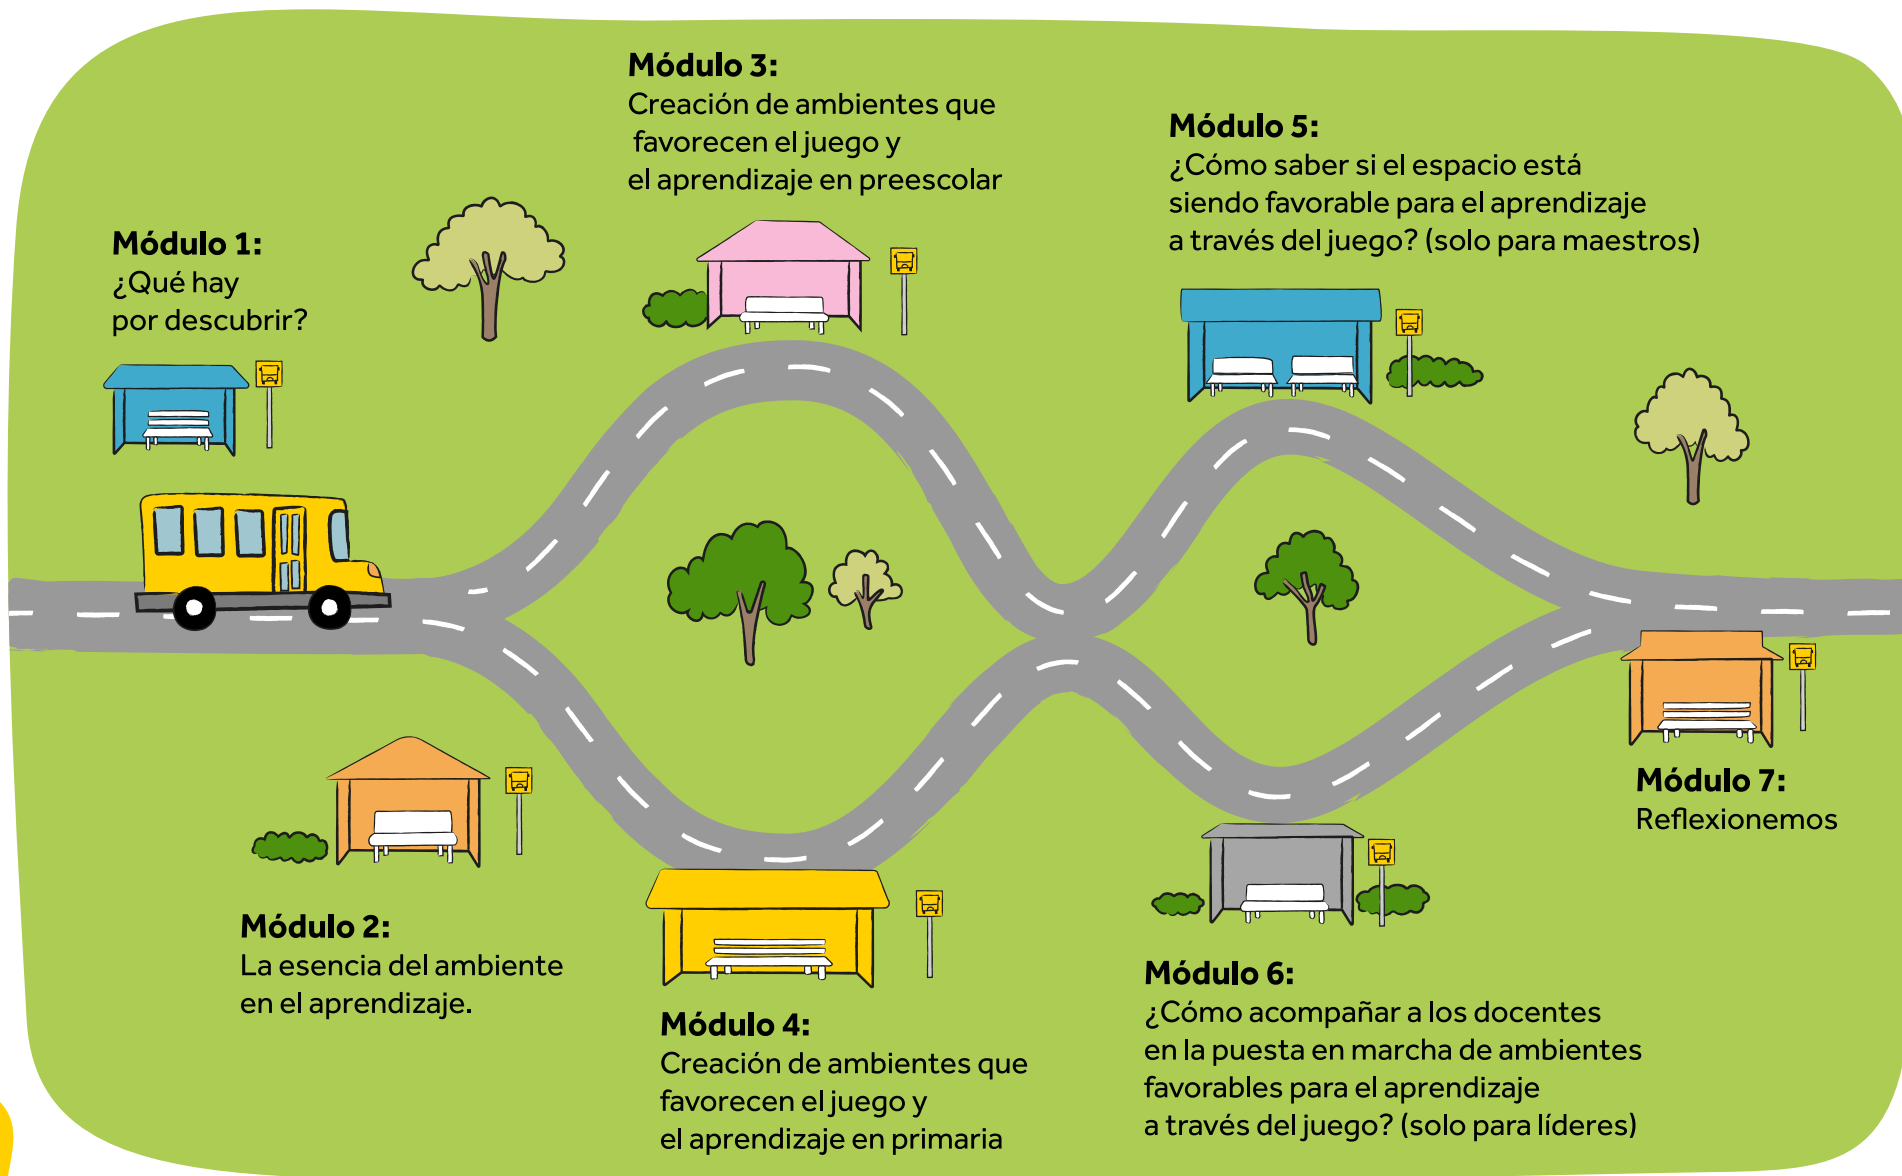 Módulo 1:
¿Qué hay
por descubrir?
Módulo 2:
La esencia del ambiente
en el aprendizaje.
Módulo 3:
Creación de ambientes que
favorecen el juego y
el aprendizaje en preescolar
Módulo 4:
Creación de ambientes que
favorecen el juego y
el aprendizaje en primaria
Módulo 5:
¿Cómo saber si el espacio está
siendo favorable para el aprendizaje
a través del juego? (solo para maestros)
Módulo 6:
¿Cómo acompañar a los docentes
en la puesta en marcha de ambientes
favorables para el aprendizaje
a través del juego? (solo para líderes)
Módulo 7:
Reflexionemos